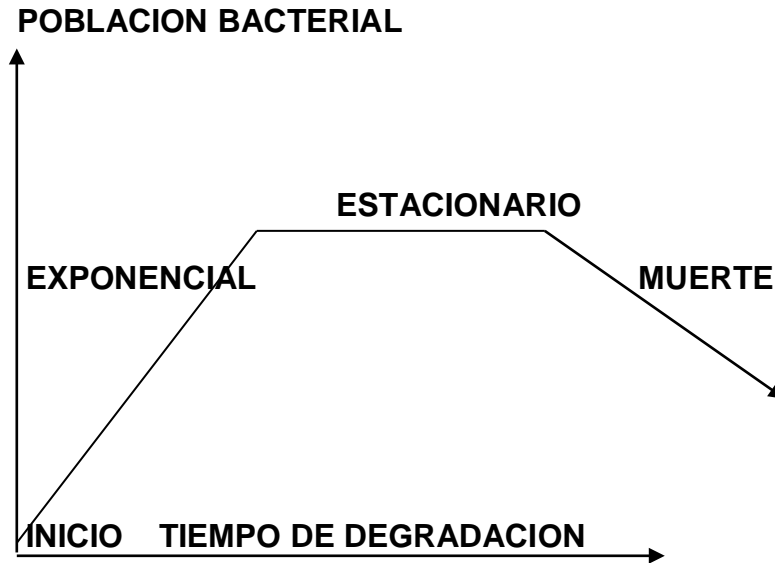 POBLACION BACTERIAL
ESTACIONARIO
EXPONENCIAL
MUERTE
INICIO TIEMPO DE DEGRADACION